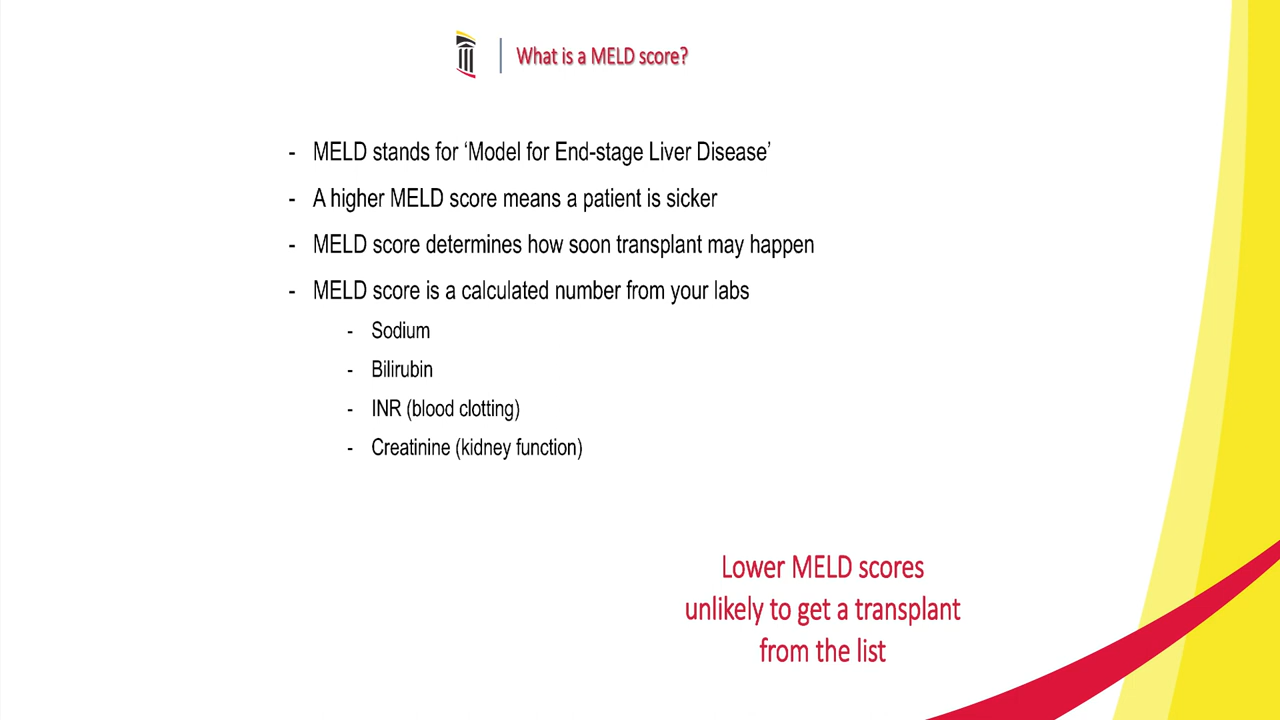 What is a MELD score?
- MELD stands for ‘Model for End-stage Liver Disease’
- A higher MELD score means a patient is sicker
- MELD score determines how soon transplant may happen
- MELD score is a calculated number from your labs
- Sodium
- Bilirubin
- INR (blood clotting)
- Creatinine (kidney function)
Lower MELD scores
unlikely to get a transplant
from the list